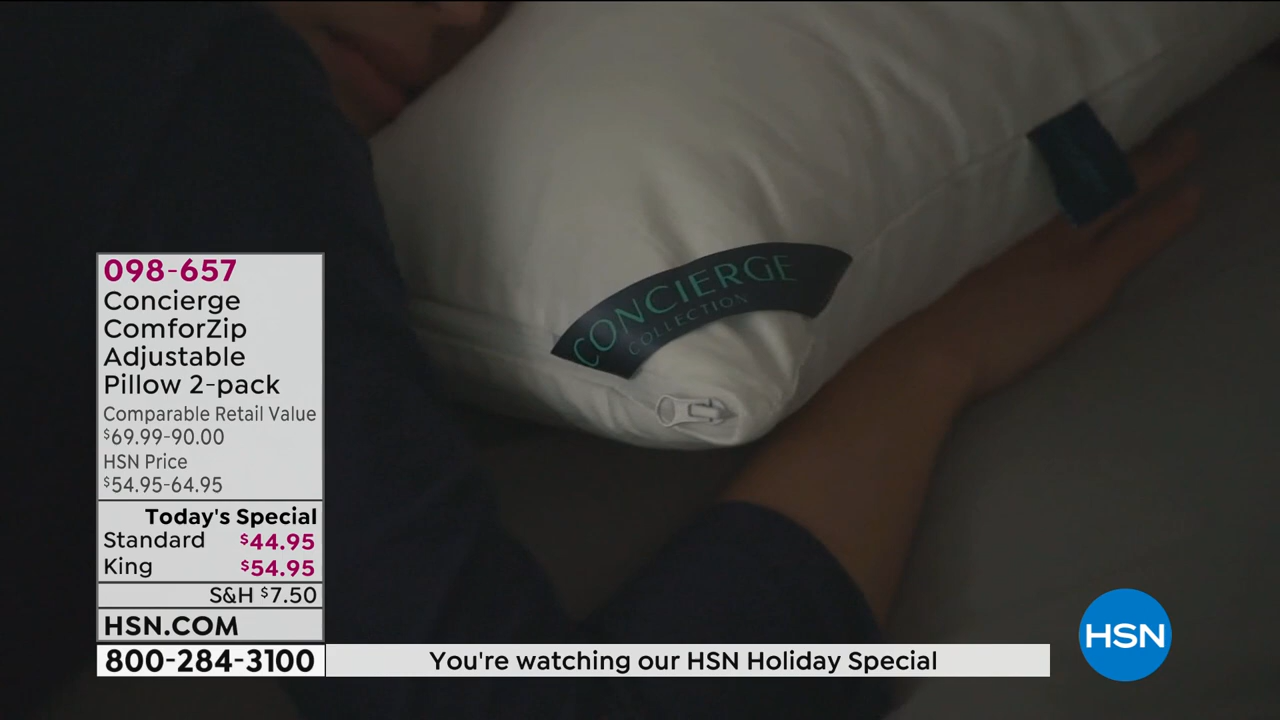 CONCIERGE
COLLECTION
098-657
Concierge
ComforZip
Adjustable
Pillow 2-pack
Comparable Retail Value
$69.99-90.00
HSN Price
$54.95-64.95
Today's Special
Standard $44.95
King $54.95
S&H $7.50
HSN.COM
800-284-3100
You're watching our HSN Holiday Special
HSN